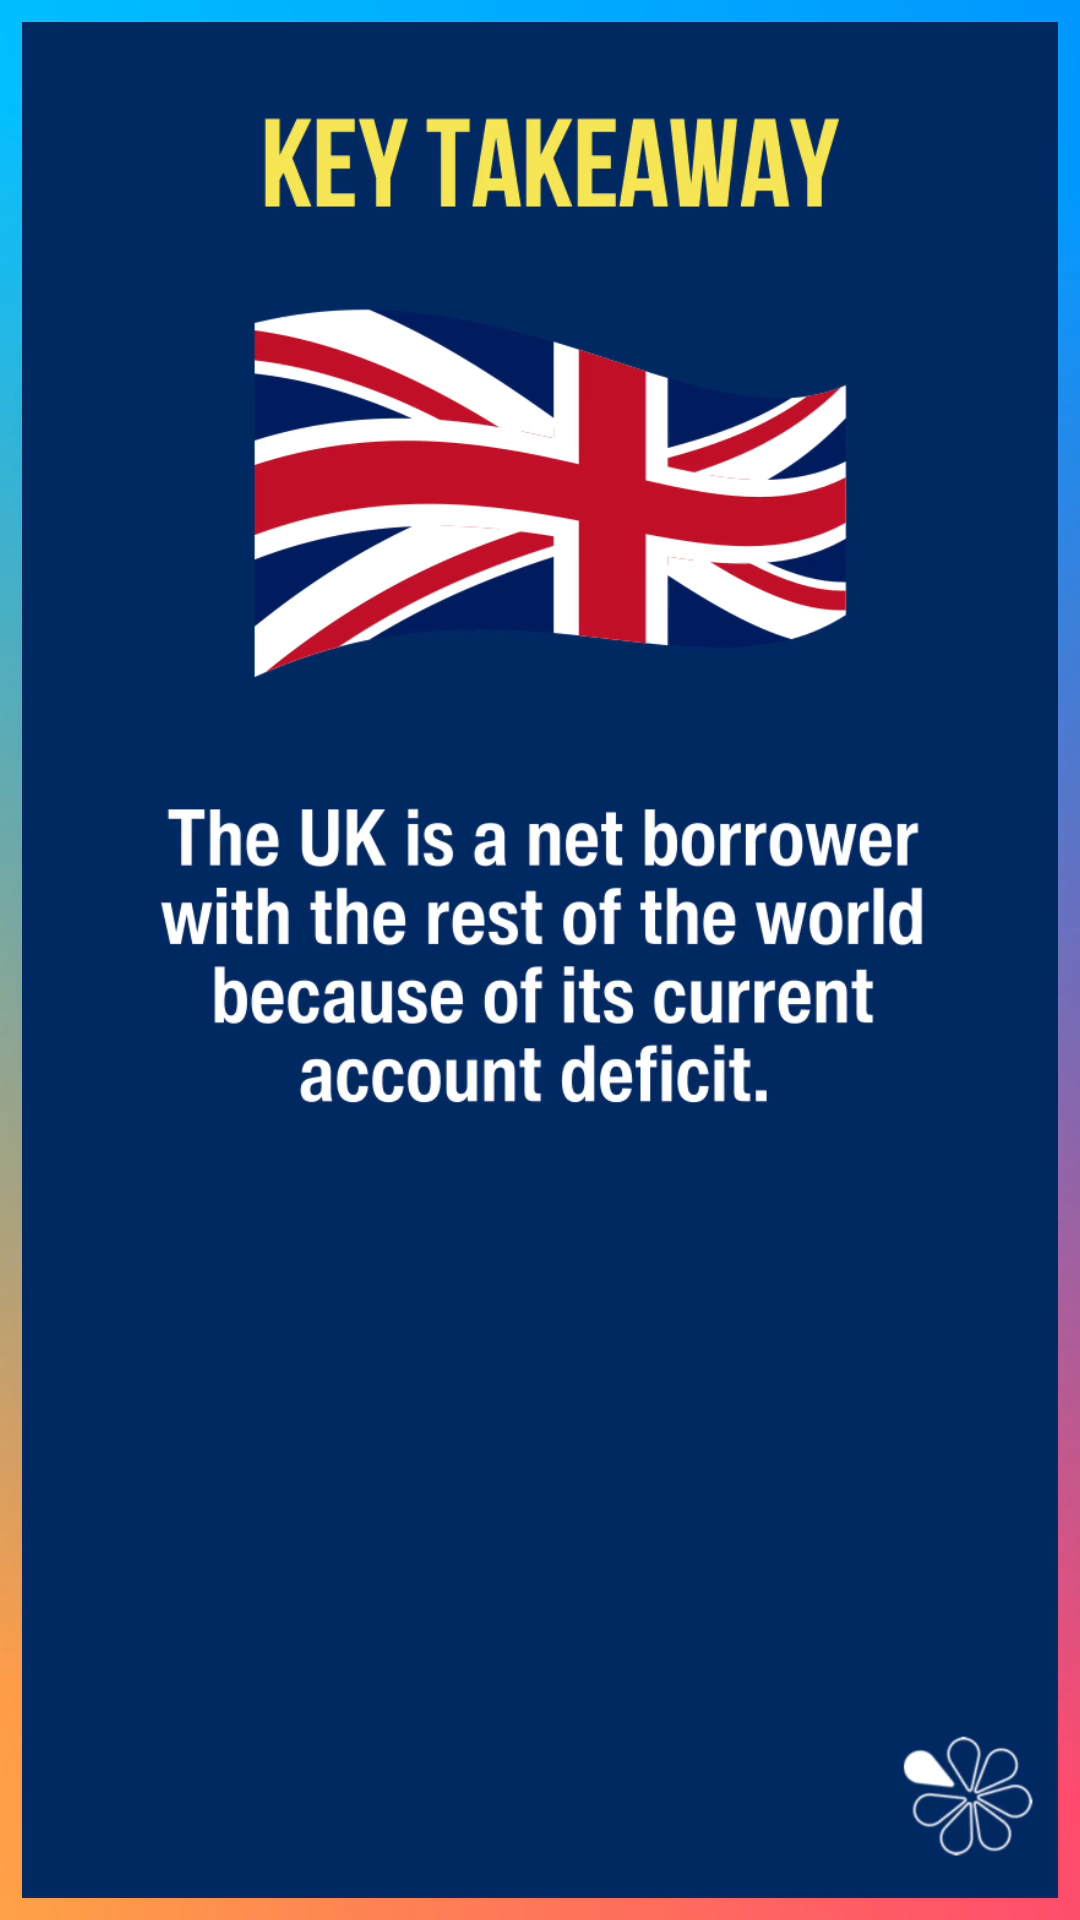 KEY TAKEAWAY
The UK is a net borrower
with the rest of the world
because of its current
account deficit.